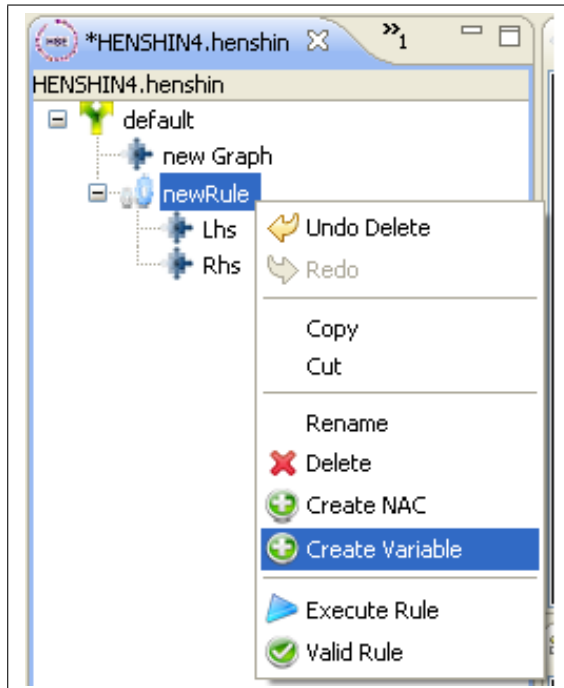 *HENSHIN4.henshin »1
HENSHIN4.henshin
default
new Graph
newRule
Lhs
Rhs
Undo Delete
Redo
Copy
Cut
Rename
Delete
Create NAC
Create Variable
Execute Rule
Valid Rule